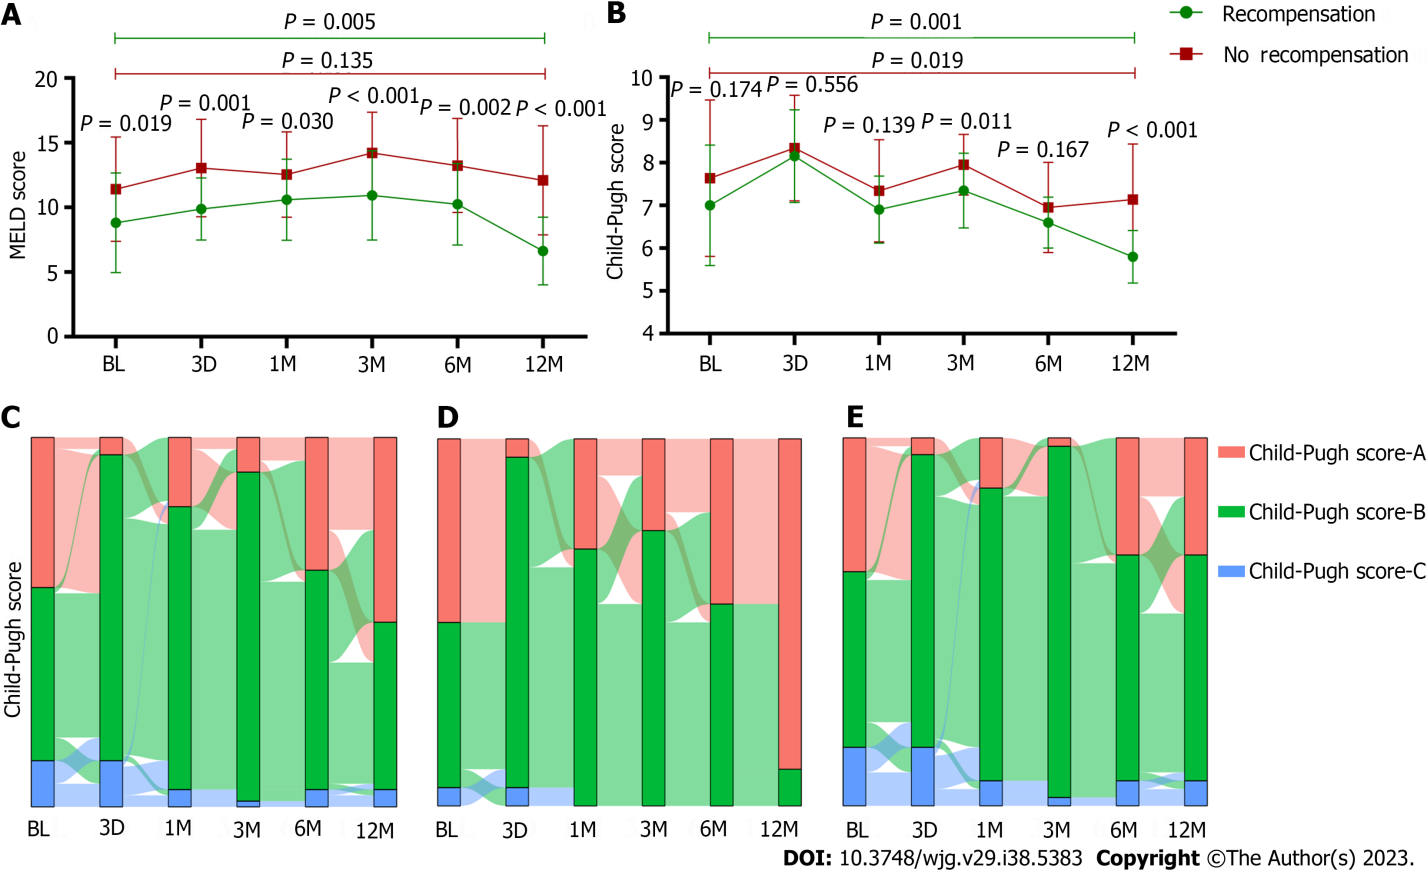 A
P = 0.005
P = 0.135
P = 0.019
P = 0.001
P = 0.030
P < 0.001
P = 0.002
P < 0.001
MELD score
20
15
10
5
0
BL 3D 1M 3M 6M 12M
B
P = 0.001
P = 0.019
P = 0.174
P = 0.556
P = 0.139
P = 0.011
P = 0.167
P < 0.001
Child-Pugh score
10
9
8
7
6
5
4
BL 3D 1M 3M 6M 12M
Recompensation
No recompensation
C
Child-Pugh score
BL 3D 1M 3M 6M 12M
D
BL 3D 1M 3M 6M 12M
E
BL 3D 1M 3M 6M 12M
Child-Pugh score-A
Child-Pugh score-B
Child-Pugh score-C
DOI: 10.3748/wjg.v29.i38.5383 Copyright ©The Author(s) 2023.